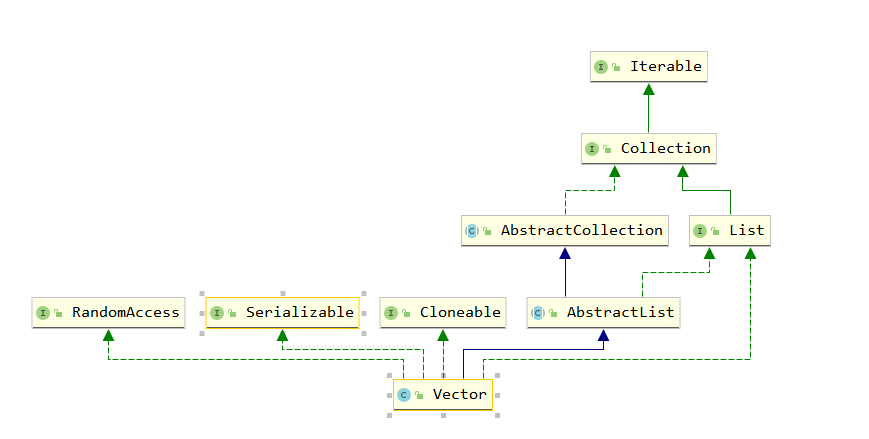 I Iterable
I Collection
C AbstractCollection
I List
I RandomAccess
I Serializable
I Cloneable
C AbstractList
C Vector